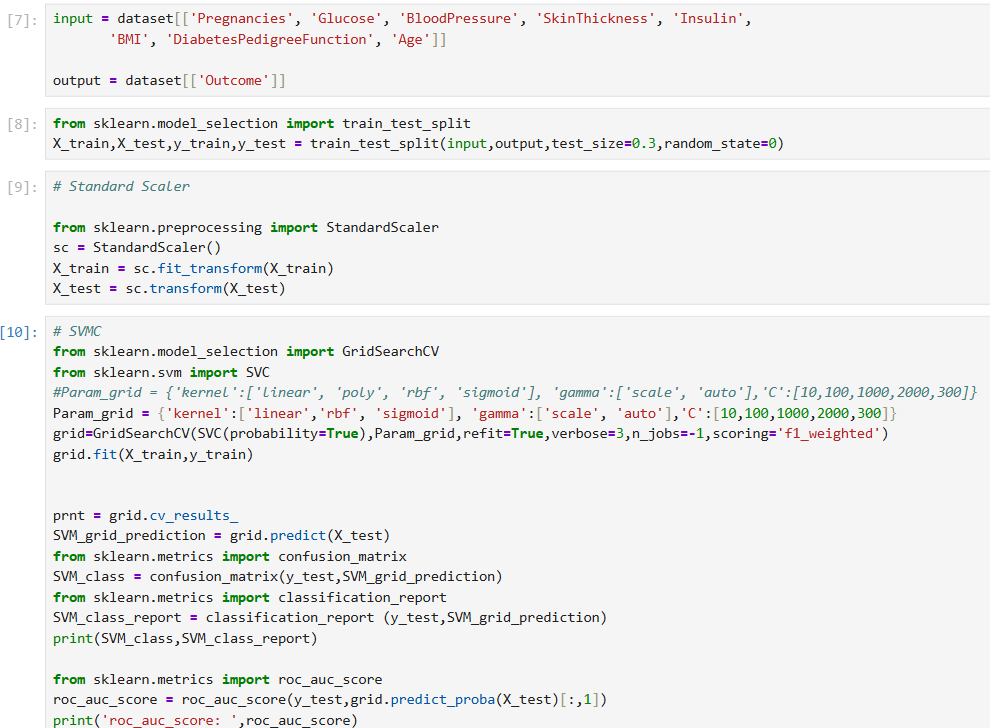 [7]: input = dataset[['Pregnancies', 'Glucose', 'BloodPressure', 'SkinThickness', 'Insulin',
       'BMI', 'DiabetesPedigreeFunction', 'Age']]

output = dataset[['Outcome']]
[8]: from sklearn.model_selection import train_test_split
X_train,X_test,y_train,y_test = train_test_split(input,output,test_size=0.3,random_state=0)
[9]: # Standard Scaler

from sklearn.preprocessing import StandardScaler
sc = StandardScaler()
X_train = sc.fit_transform(X_train)
X_test = sc.transform(X_test)
[10]: # SVMC
from sklearn.model_selection import GridSearchCV
from sklearn.svm import SVC
#Param_grid = {'kernel':['linear', 'poly', 'rbf', 'sigmoid'], 'gamma':['scale', 'auto'],'C':[10,100,1000,2000,300]}
Param_grid = {'kernel':['linear','rbf', 'sigmoid'], 'gamma':['scale', 'auto'],'C':[10,100,1000,2000,300]}
grid=GridSearchCV(SVC(probability=True),Param_grid,refit=True,verbose=3,n_jobs=-1,scoring='f1_weighted')
grid.fit(X_train,y_train)


prnt = grid.cv_results_
SVM_grid_prediction = grid.predict(X_test)
from sklearn.metrics import confusion_matrix
SVM_class = confusion_matrix(y_test,SVM_grid_prediction)
from sklearn.metrics import classification_report
SVM_class_report = classification_report (y_test,SVM_grid_prediction)
print(SVM_class,SVM_class_report)

from sklearn.metrics import roc_auc_score
roc_auc_score = roc_auc_score(y_test,grid.predict_proba(X_test)[:,1])
print('roc_auc_score: ',roc_auc_score)